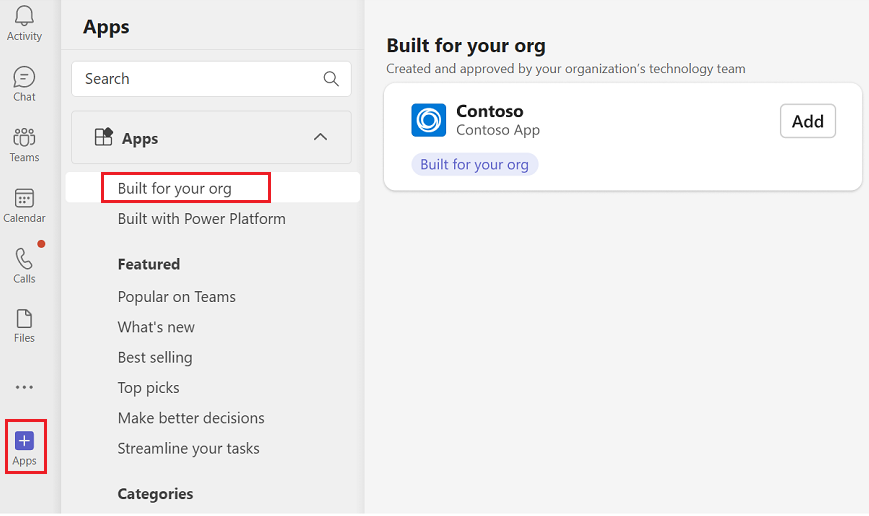 Activity
Chat
Teams
Calendar
Calls
Files
Apps
Apps
Search
Apps
Built for your org
Built with Power Platform
Featured
Popular on Teams
What's new
Best selling
Top picks
Make better decisions
Streamline your tasks
Categories
Built for your org
Created and approved by your organization's technology team
Contoso
Contoso App
Add
Built for your org